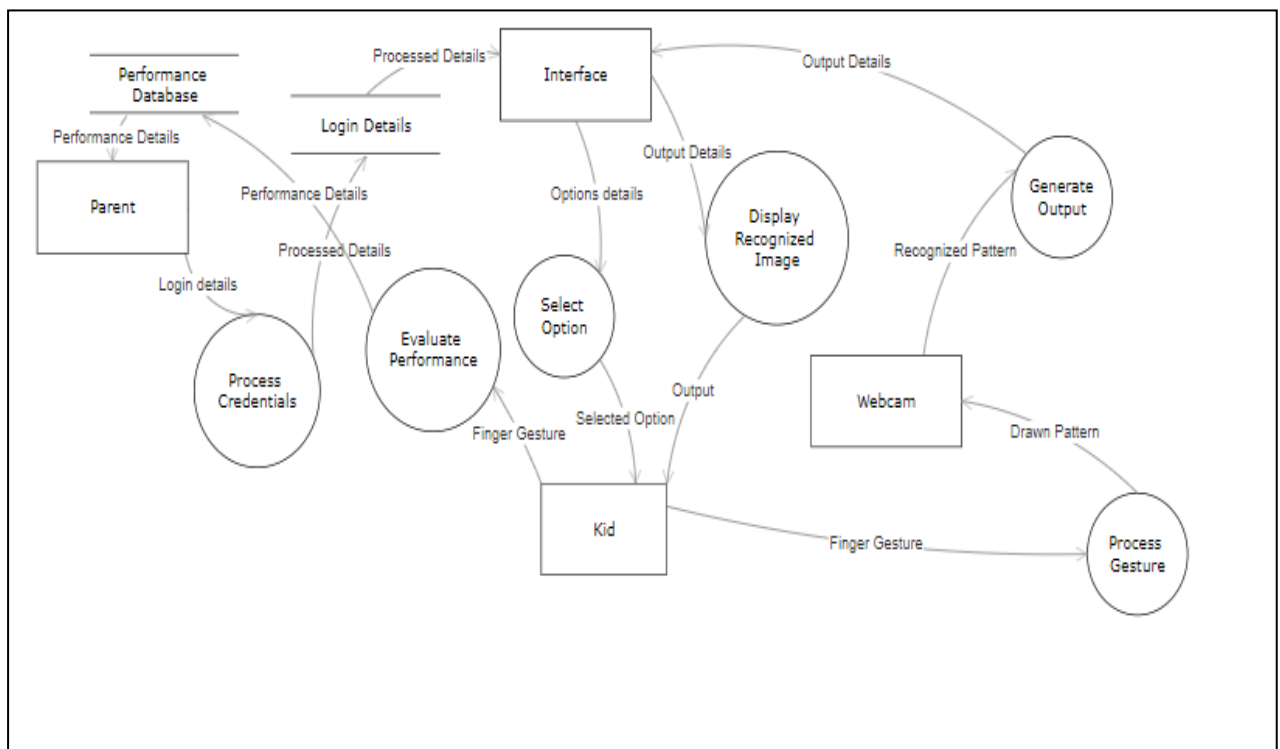 Processed Details
Interface
Output Details
Performance
Database
Login Details
Performance Details
Output Details
Parent
Performance Details
Options details
Generate
Output
Display
Recognized
Image
Processed Details
Recognized Pattern
Login details
Select
Option
Evaluate
Performance
Process
Credentials
Output
Webcam
Finger Gesture
Selected Option
Drawn Pattern
Kid
Finger Gesture
Process
Gesture